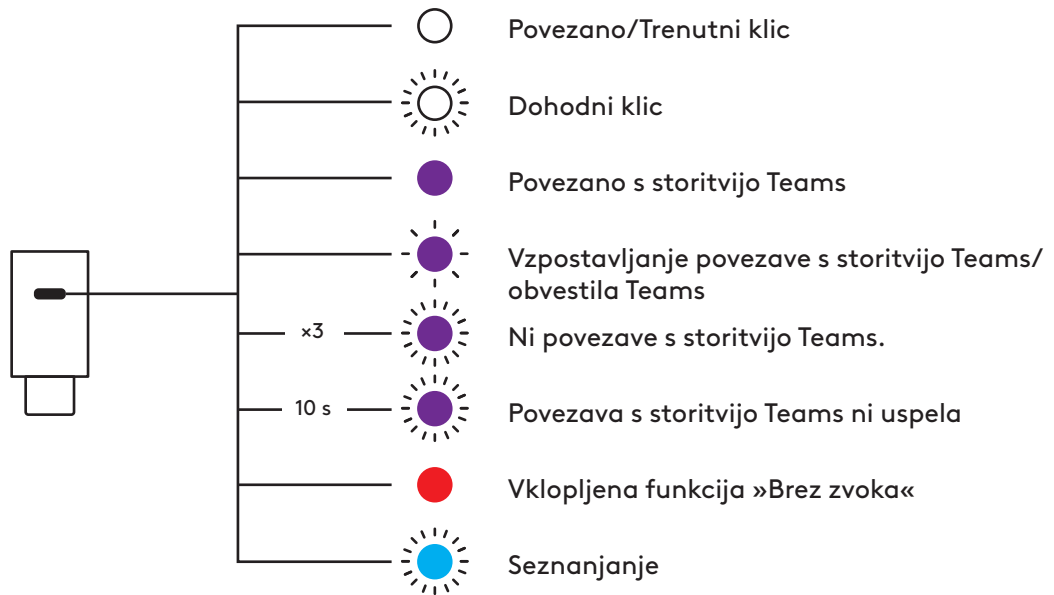 Povezano/Trenutni klic
Dohodni klic
Povezano s storitvijo Teams
Vzpostavljanje povezave s storitvijo Teams/
obvestila Teams
×3
Ni povezave s storitvijo Teams.
10 s
Povezava s storitvijo Teams ni uspela
Vklopljena funkcija »Brez zvoka«
Seznanjanje